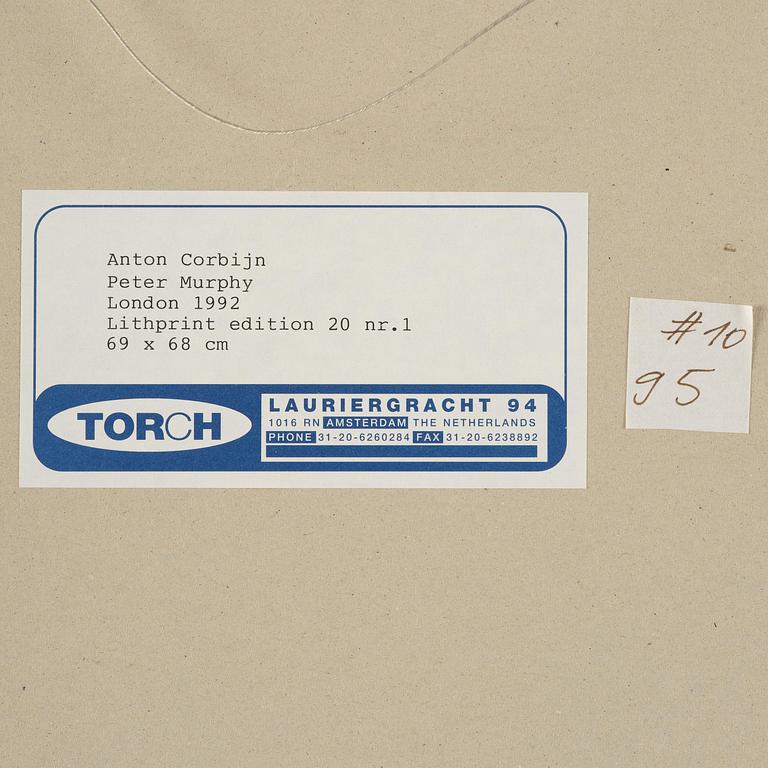 Anton Corbijn
Peter Murphy
London 1992
Lithprint edition 20 nr.1
69 x 68 cm
TORCH
LAURIERGRACHT 94
1016 RN AMSTERDAM THE NETHERLANDS
PHONE 31-20-6260284 FAX 31-20-6238892
#10
95